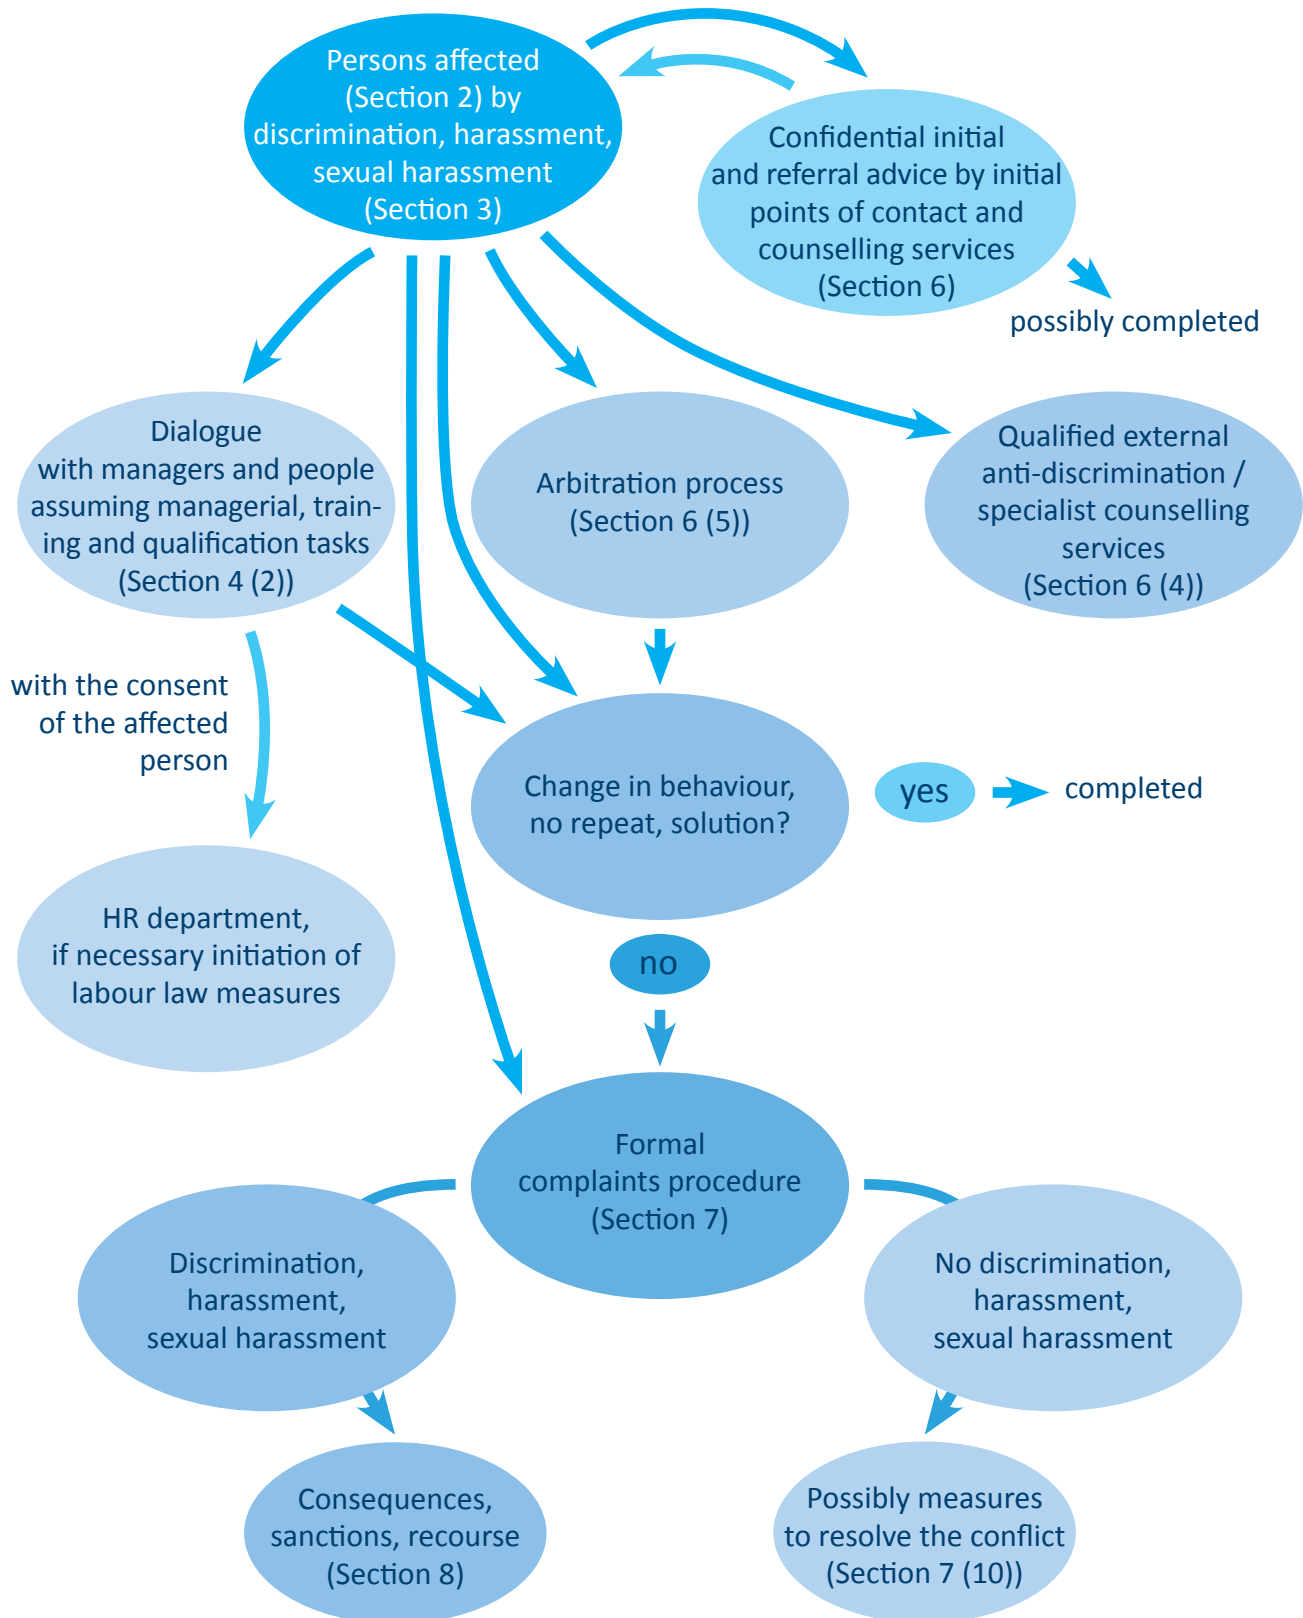 Persons affected
(Section 2) by
discrimination, harassment,
sexual harassment
(Section 3)
Confidential initial
and referral advice by initial
points of contact and
counselling services
(Section 6)
possibly completed
Dialogue
with managers and people
assuming managerial, train-
ing and qualification tasks
(Section 4 (2))
Arbitration process
(Section 6 (5))
Qualified external
anti-discrimination /
specialist counselling
services
(Section 6 (4))
with the consent
of the affected
person
Change in behaviour,
no repeat, solution?
yes
completed
HR department,
if necessary initiation of
labour law measures
no
Formal
complaints procedure
(Section 7)
Discrimination,
harassment,
sexual harassment
No discrimination,
harassment,
sexual harassment
Consequences,
sanctions, recourse
(Section 8)
Possibly measures
to resolve the conflict
(Section 7 (10))